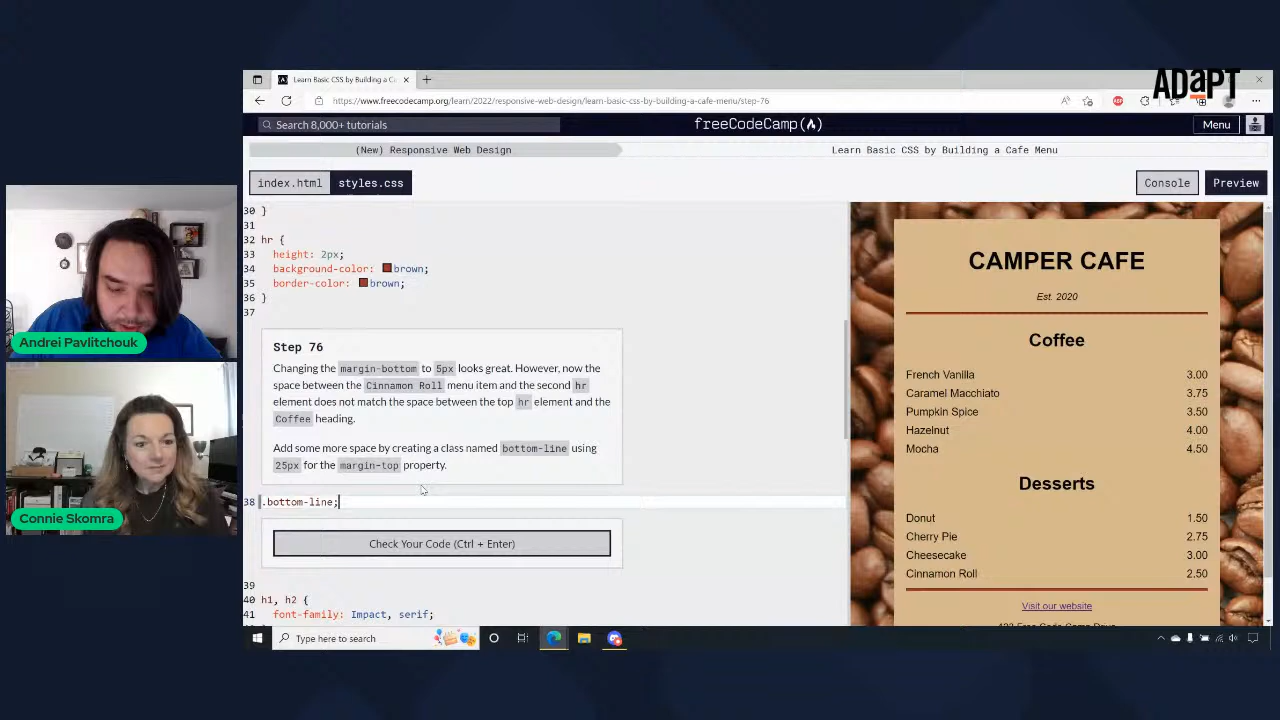 ADaPT
Learn Basic CSS by Building a C
https://www.freecodecamp.org/learn/2022/responsive-web-design/learn-basic-css-by-building-a-cafe-menu/step-76
Search 8,000+ tutorials
freeCodeCamp
Menu
(New) Responsive Web Design
Learn Basic CSS by Building a Cafe Menu
index.html
styles.css
Console
Preview
30 }
31
32 hr {
33 height: 2px;
34 background-color: brown;
35 border-color: brown;
36 }
37
Step 76
Changing the margin-bottom to 5px looks great. However, now the
space between the Cinnamon Roll menu item and the second hr
element does not match the space between the top hr element and the
Coffee heading.
Add some more space by creating a class named bottom-line using
25px for the margin-top property.
38 .bottom-line;
Check Your Code (Ctrl + Enter)
39
40 h1, h2 {
41 font-family: Impact, serif;
CAMPER CAFE
Est. 2020
Coffee
French Vanilla 3.00
Caramel Macchiato 3.75
Pumpkin Spice 3.50
Hazelnut 4.00
Mocha 4.50
Desserts
Donut 1.50
Cherry Pie 2.75
Cheesecake 3.00
Cinnamon Roll 2.50
Visit our website
123 Free Code Camp Drive
Andrei Pavlitchouk
Connie Skomra
Type here to search